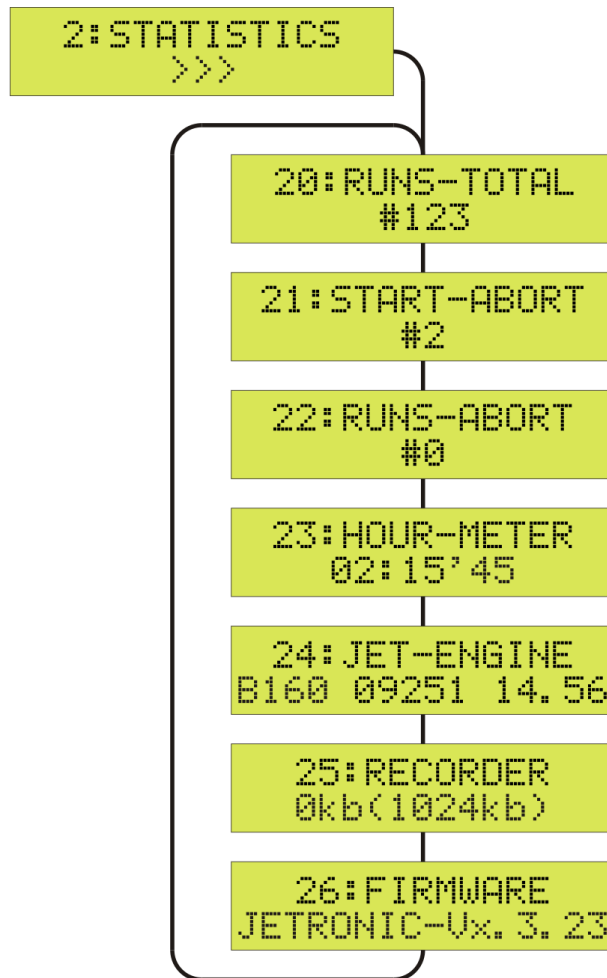 2:STATISTICS
>>>
20:RUNS-TOTAL
#123
21:START-ABORT
#2
22:RUNS-ABORT
#0
23:HOUR-METER
02:15’45
24:JET-ENGINE
B160 09251 14.56
25:RECORDER
0kb(1024kb)
26:FIRMWARE
JETRONIC-Vx.3.23